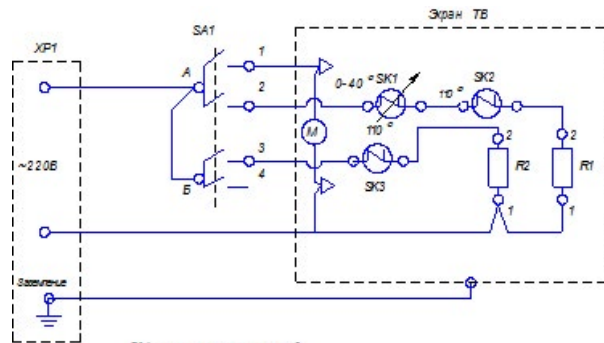 Экран ТВ
SA1
XP1
1
А
2
0-40°
SK1
110°
SK2
М
110°
2
2
~220В
3
Б
4
SK3
R2
R1
1
1
Заземление